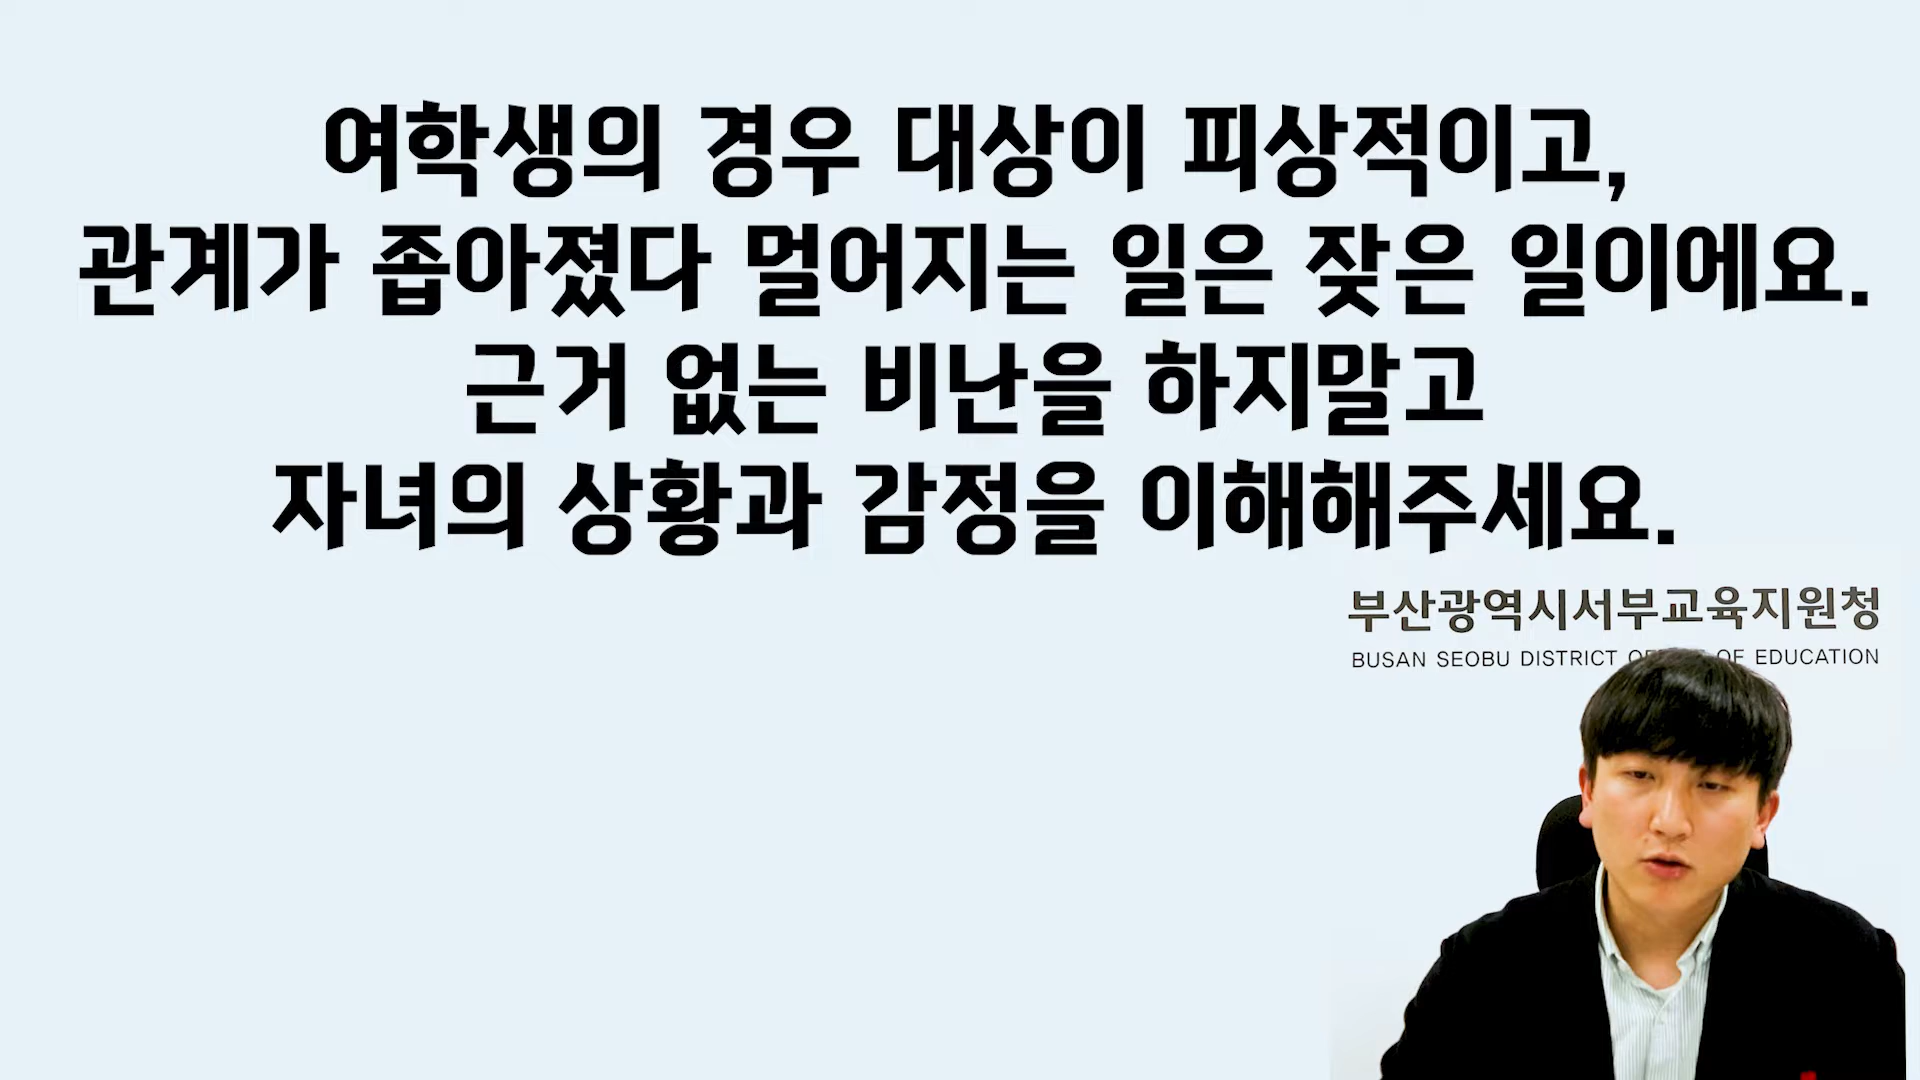 여학생의 경우 대상이 피상적이고,
관계가 좁아졌다 멀어지는 일은 잦은 일이에요.
근거 없는 비난을 하지말고
자녀의 상황과 감정을 이해해주세요.
부산광역시서부교육지원청
BUSAN SEOBU DISTRICT OF EDUCATION